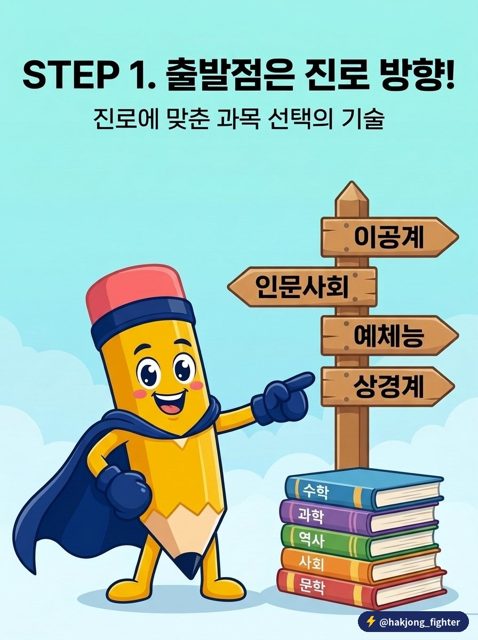 STEP 1. 출발점은 진로 방향!
진로에 맞춘 과목 선택의 기술
이공계
인문사회
예체능
상경계
수학
과학
역사
사회
문학
@hakjong_fighter